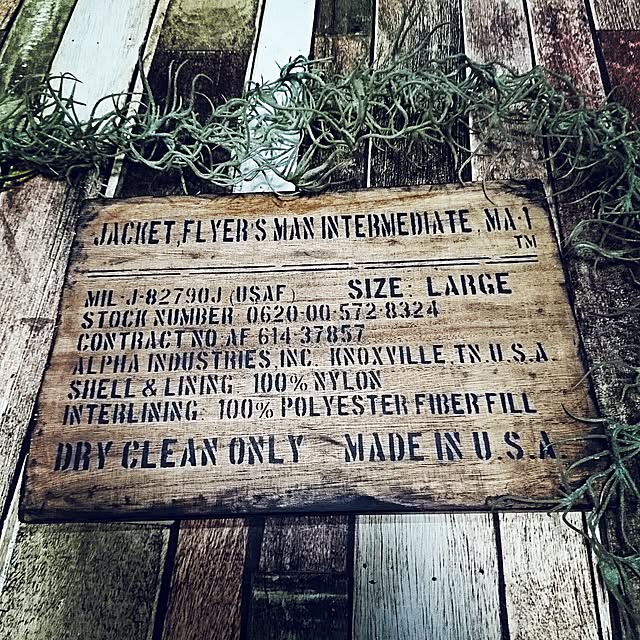 JACKET, FLYER'S MAN INTERMEDIATE, MA-1
TM
MIL-J-82790J (USAF) SIZE: LARGE
STOCK NUMBER 0620-00-572-8324
CONTRACT NO. AF 614-37857
ALPHA INDUSTRIES, INC. KNOXVILLE, TN. U.S.A.
SHELL & LINING 100% NYLON
INTERLINING 100% POLYESTER FIBERFILL
DRY CLEAN ONLY MADE IN U.S.A.